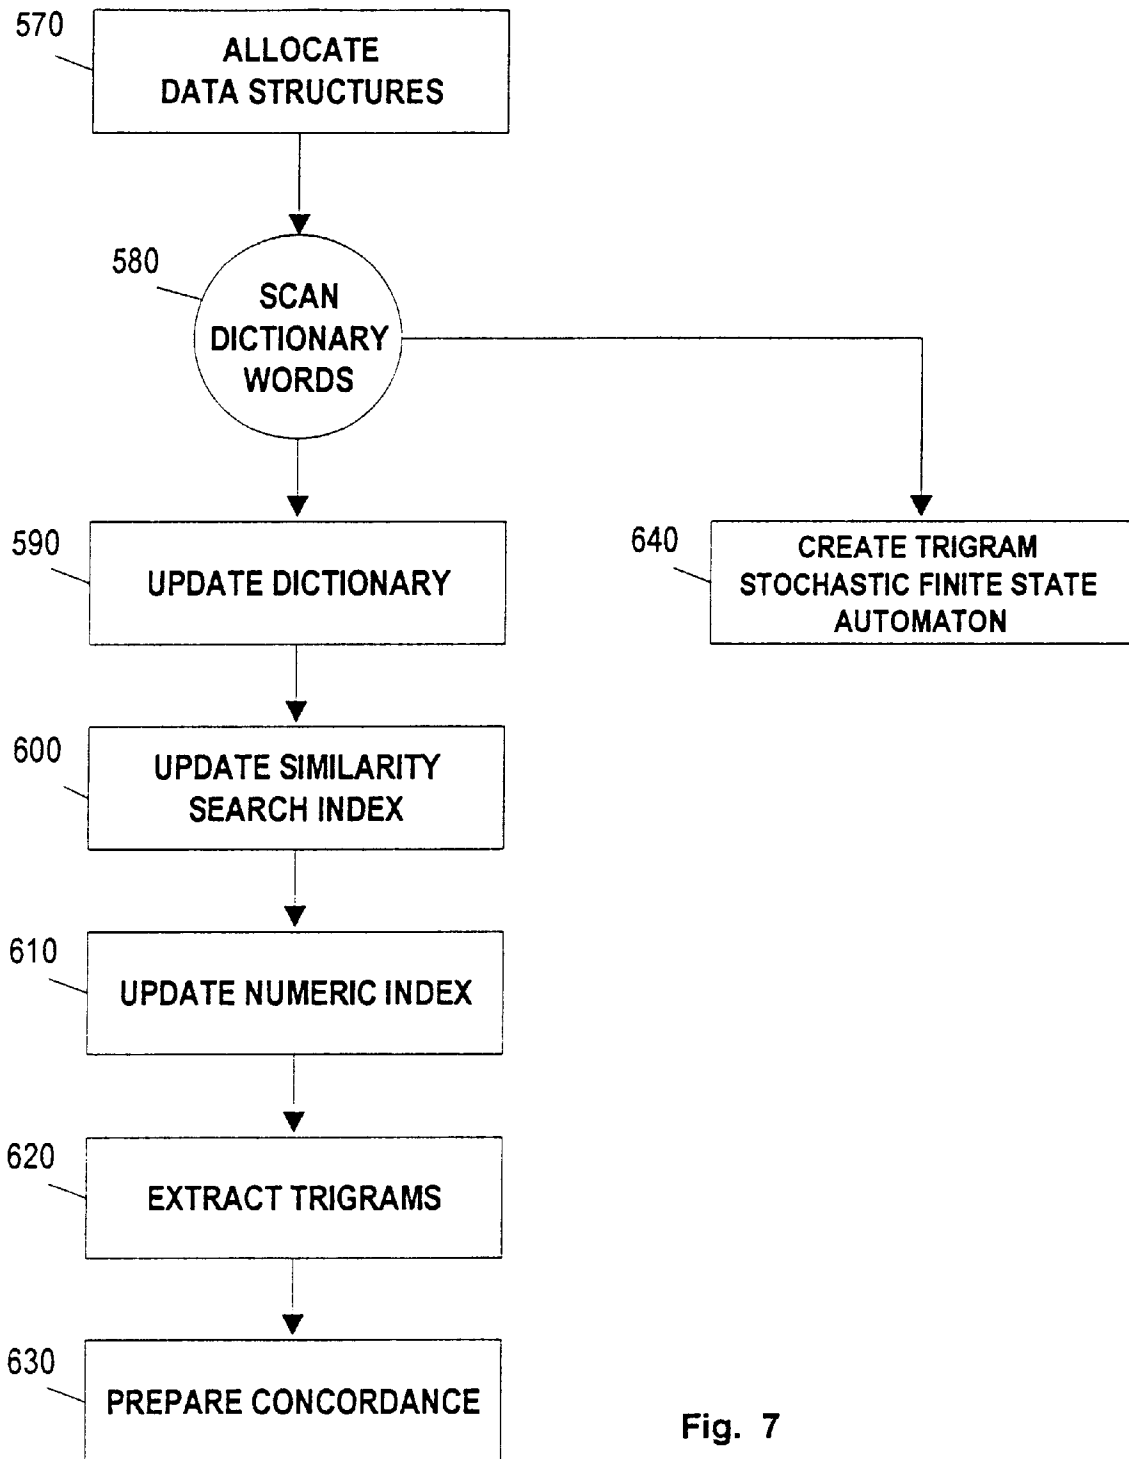 570
ALLOCATE
DATA STRUCTURES
580
SCAN
DICTIONARY
WORDS
590
UPDATE DICTIONARY
640
CREATE TRIGRAM
STOCHASTIC FINITE STATE
AUTOMATON
600
UPDATE SIMILARITY
SEARCH INDEX
610
UPDATE NUMERIC INDEX
620
EXTRACT TRIGRAMS
630
PREPARE CONCORDANCE
Fig. 7